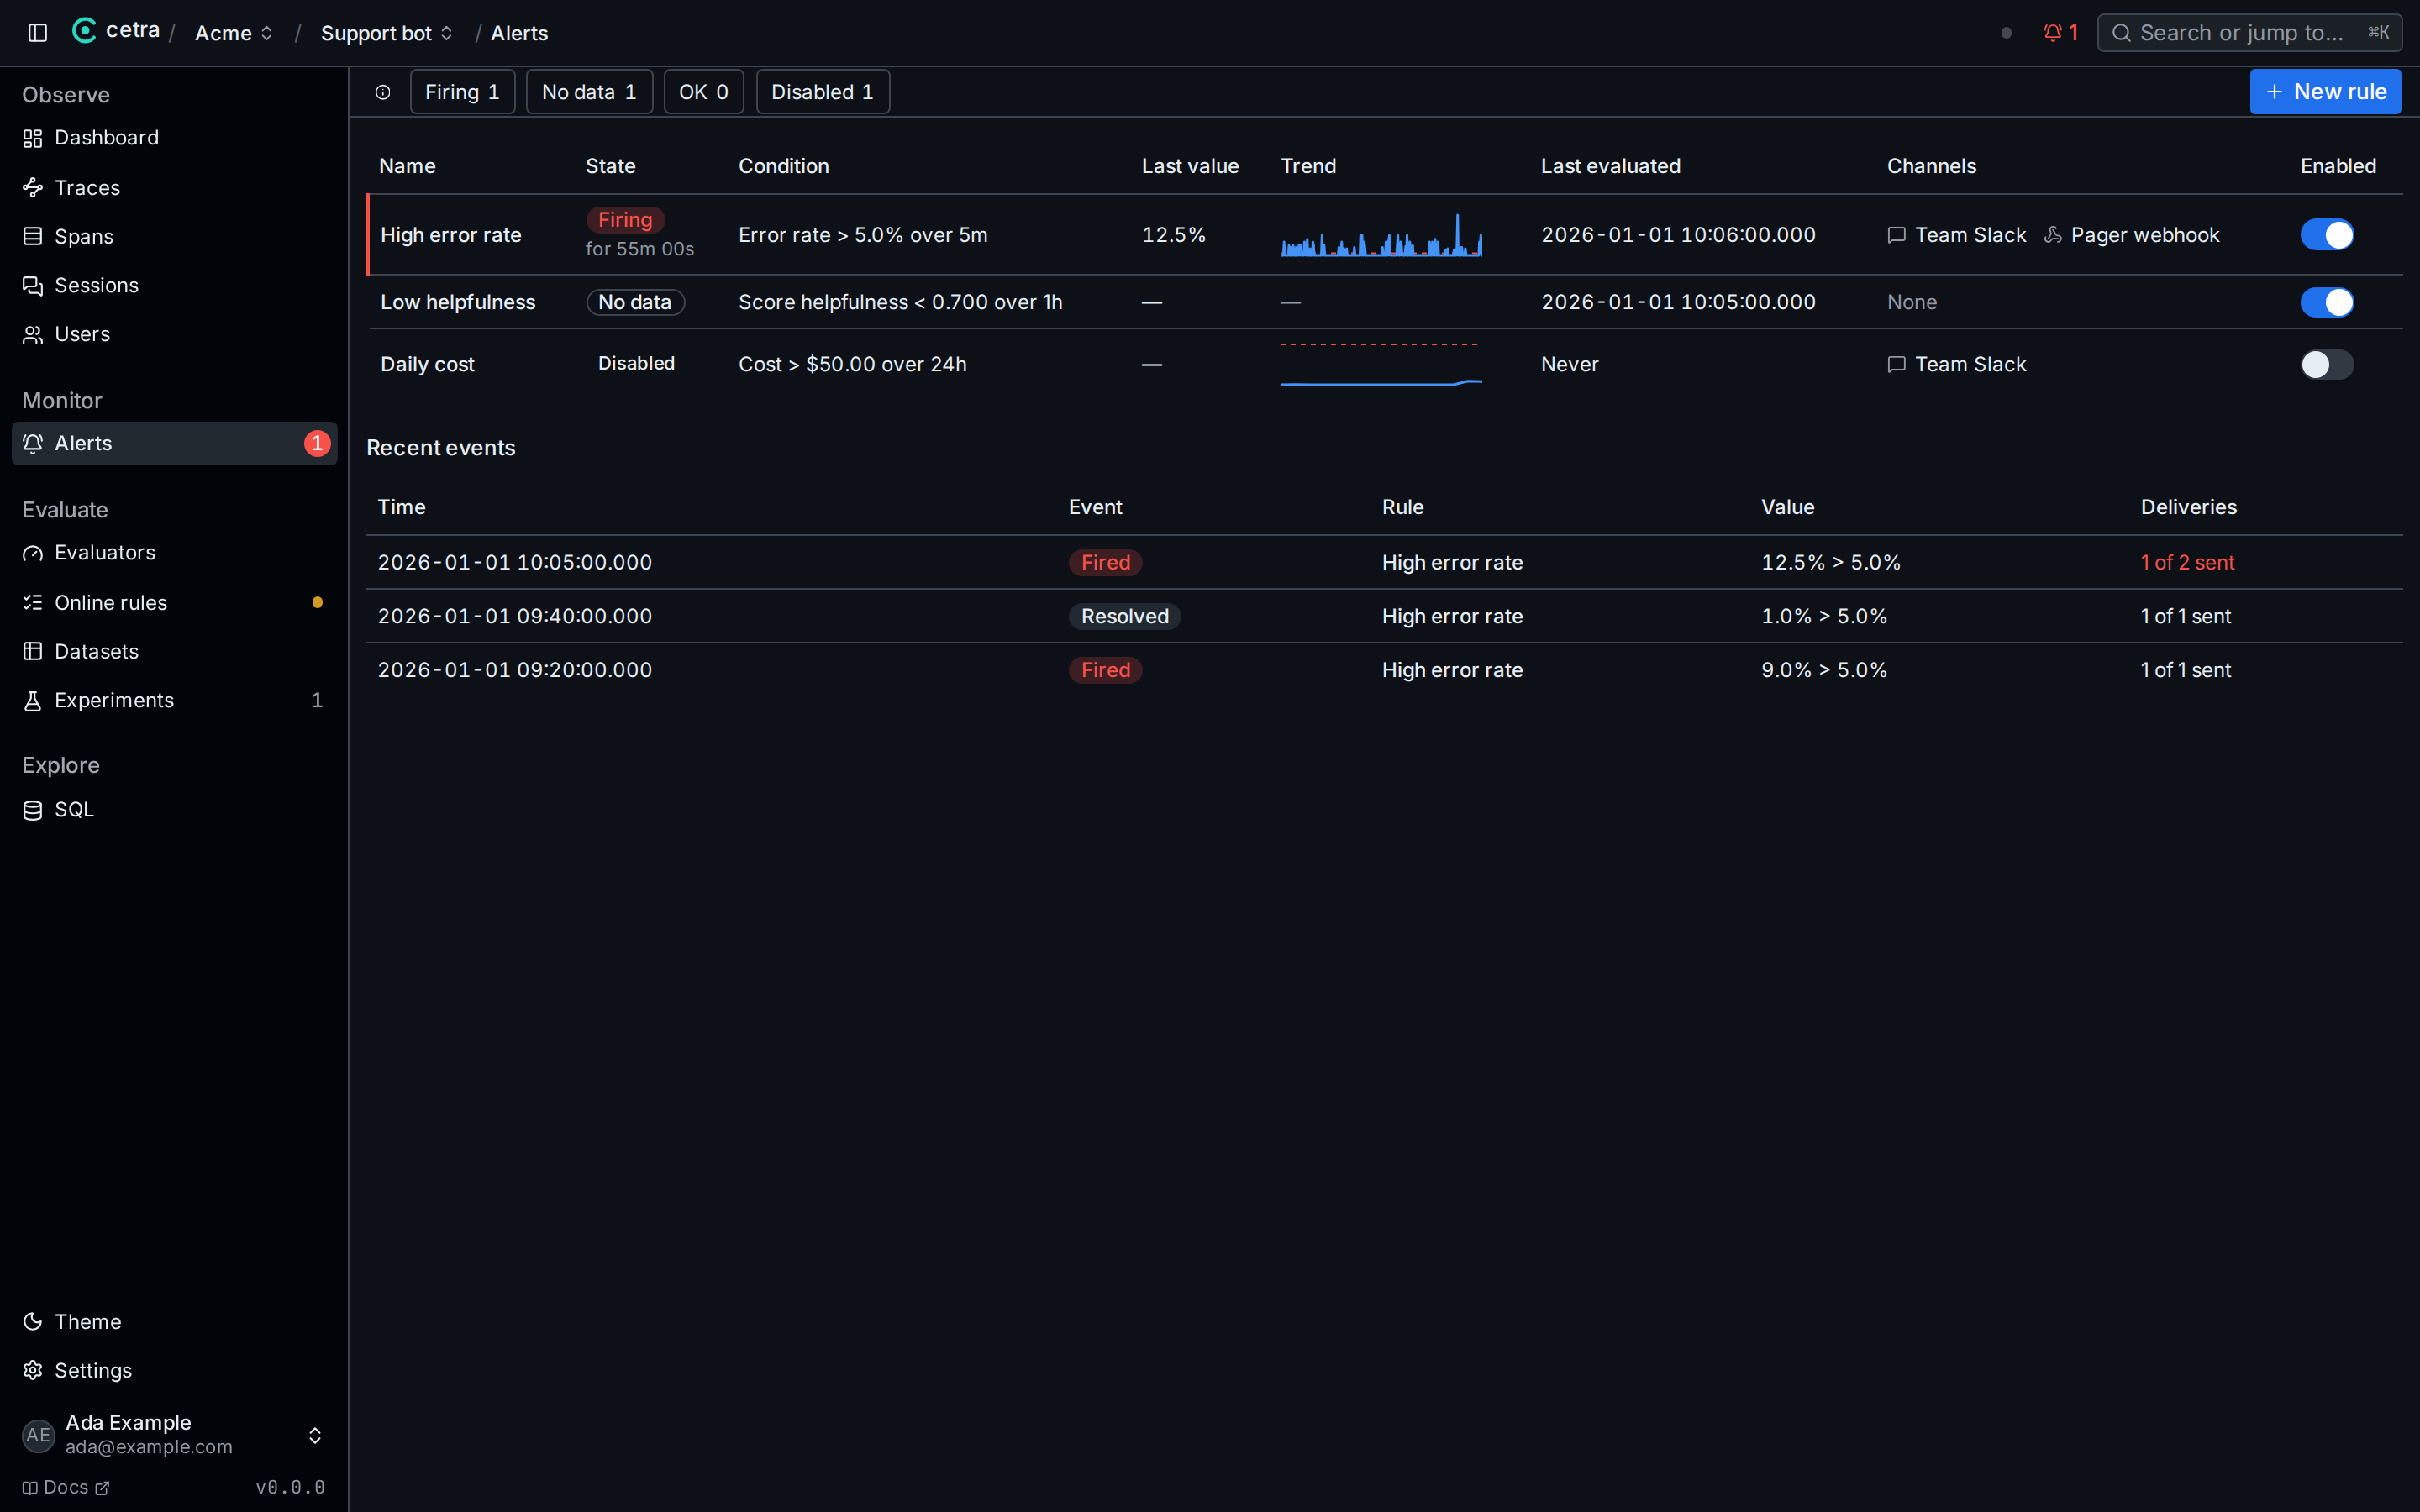 cetra / Acme / Support bot / Alerts
1 Search or jump to... ⌘K
Observe
Dashboard
Traces
Spans
Sessions
Users
Monitor
Alerts 1
Evaluate
Evaluators
Online rules
Datasets
Experiments 1
Explore
SQL
Theme
Settings
AE Ada Example
ada@example.com
Docs v0.0.0
Firing 1 No data 1 OK 0 Disabled 1 + New rule
Name State Condition Last value Trend Last evaluated Channels Enabled
High error rate Firing for 55m 00s Error rate > 5.0% over 5m 12.5% 2026-01-01 10:06:00.000 Team Slack Pager webhook
Low helpfulness No data Score helpfulness < 0.700 over 1h — — 2026-01-01 10:05:00.000 None
Daily cost Disabled Cost > $50.00 over 24h — Never Team Slack
Recent events
Time Event Rule Value Deliveries
2026-01-01 10:05:00.000 Fired High error rate 12.5% > 5.0% 1 of 2 sent
2026-01-01 09:40:00.000 Resolved High error rate 1.0% > 5.0% 1 of 1 sent
2026-01-01 09:20:00.000 Fired High error rate 9.0% > 5.0% 1 of 1 sent